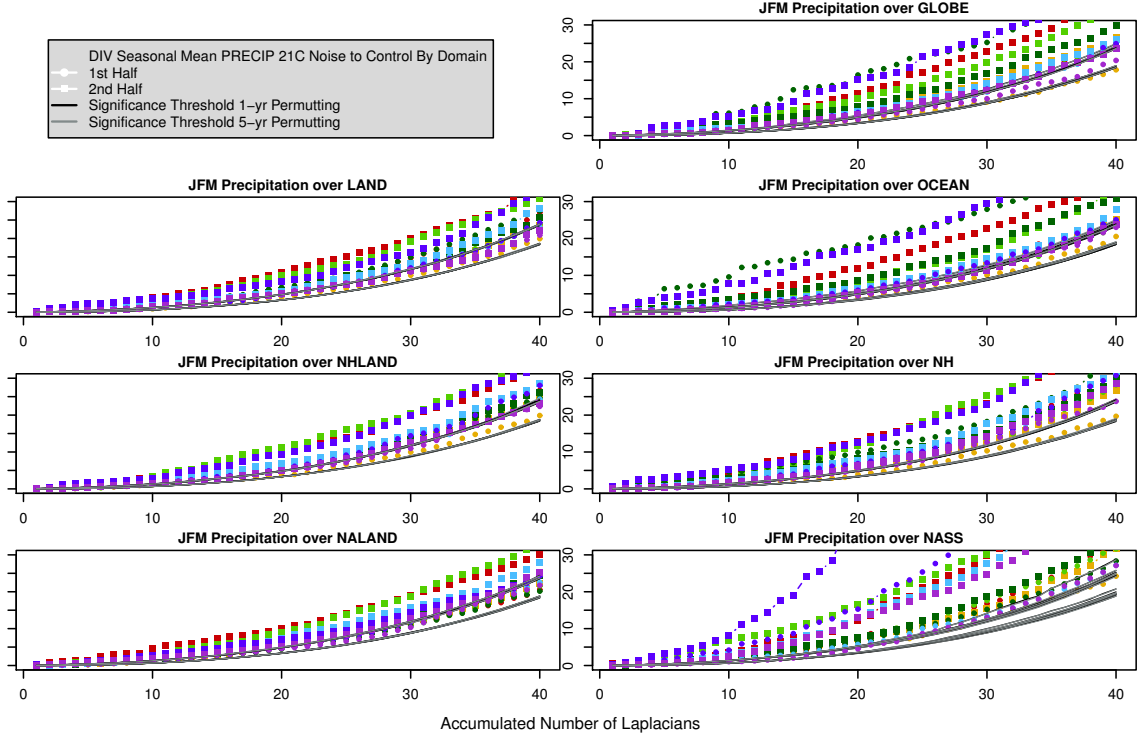 JFM Precipitation over GLOBE
DIV Seasonal Mean PRECIP 21C Noise to Control By Domain
1st Half
2nd Half
Significance Threshold 1-yr Permutting
Significance Threshold 5-yr Permutting
0 10 20 30
0 10 20 30 40
JFM Precipitation over LAND
0 10 20 30
0 10 20 30 40
JFM Precipitation over OCEAN
0 10 20 30 40
JFM Precipitation over NHLAND
0 10 20 30
0 10 20 30 40
JFM Precipitation over NH
0 10 20 30 40
JFM Precipitation over NALAND
0 10 20 30
0 10 20 30 40
JFM Precipitation over NASS
0 10 20 30 40
Accumulated Number of Laplacians